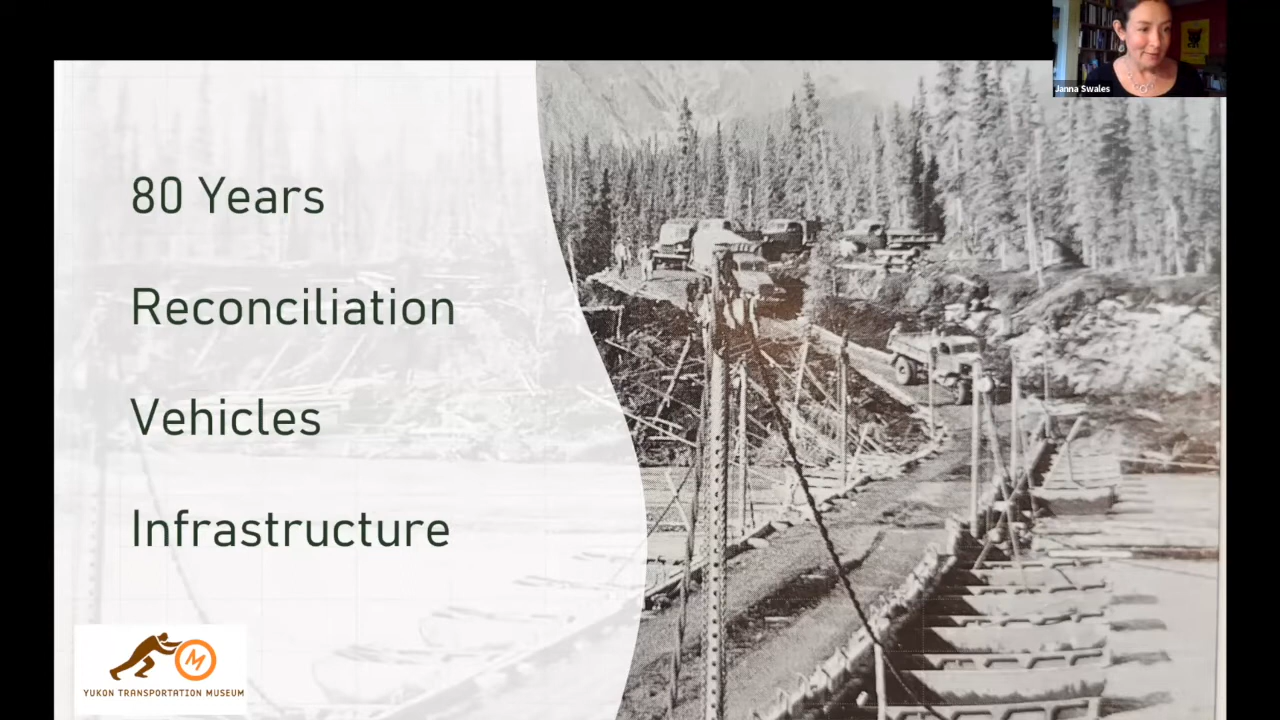 Janna Swales
80 Years
Reconciliation
Vehicles
Infrastructure
M
YUKON TRANSPORTATION MUSEUM